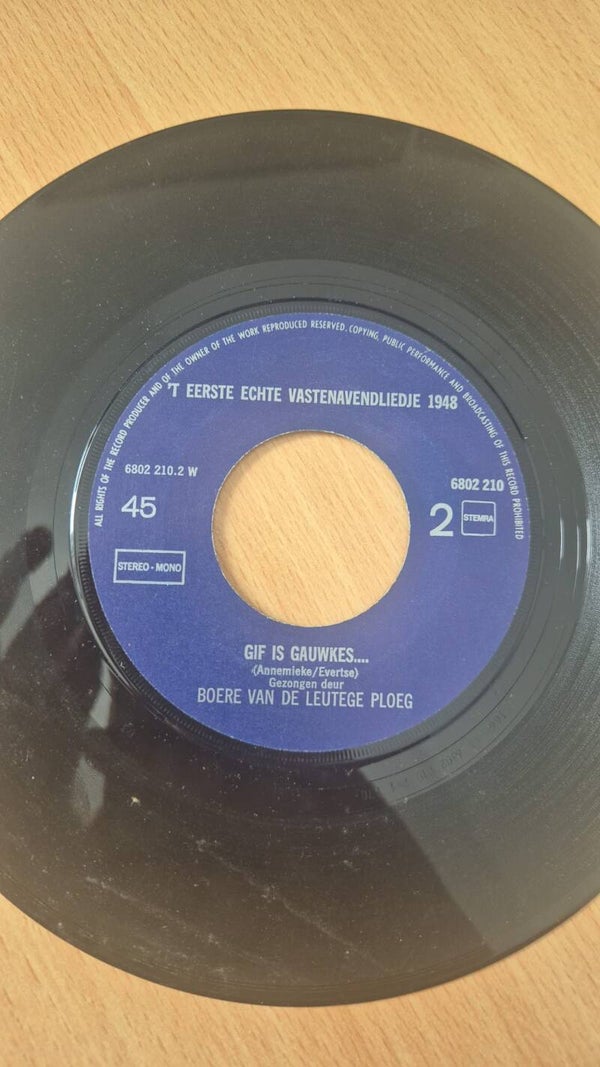 ALL RIGHTS OF THE RECORD PRODUCER AND OF THE OWNER OF THE WORK REPRODUCED RESERVED. COPYING, PUBLIC PERFORMANCE AND BROADCASTING OF THIS RECORD PROHIBITED
'T EERSTE ECHTE VASTENAVENDLIEDJE 1948
6802 210.2 W
6802 210
45
2
STEMRA
STEREO - MONO
GIF IS GAUWKES....
(Annemieke/Evertse)
Gezongen deur
BOERE VAN DE LEUTEGE PLOEG